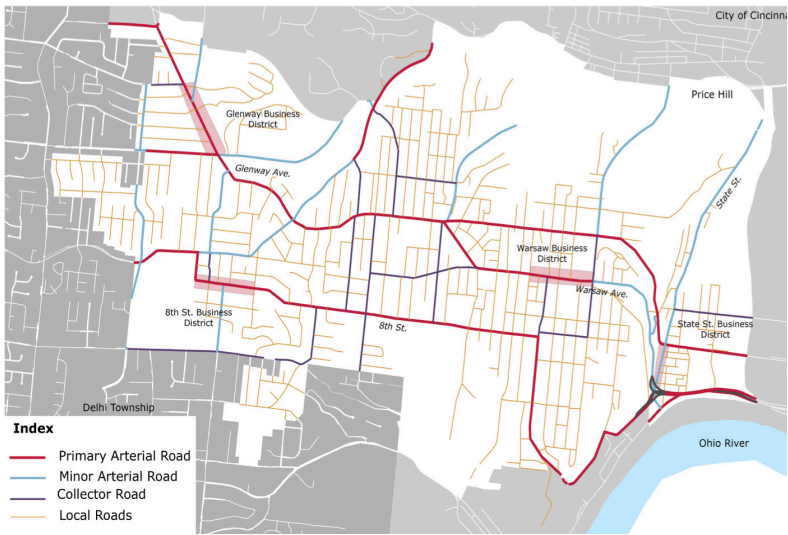 City of Cincinna
Price Hill
Glenway Business
District
Glenway Ave.
State St.
Warsaw Business
District
Warsaw Ave.
8th St. Business
District
8th St.
State St. Business
District
Delhi Township
Ohio River
Index
Primary Arterial Road
Minor Arterial Road
Collector Road
Local Roads